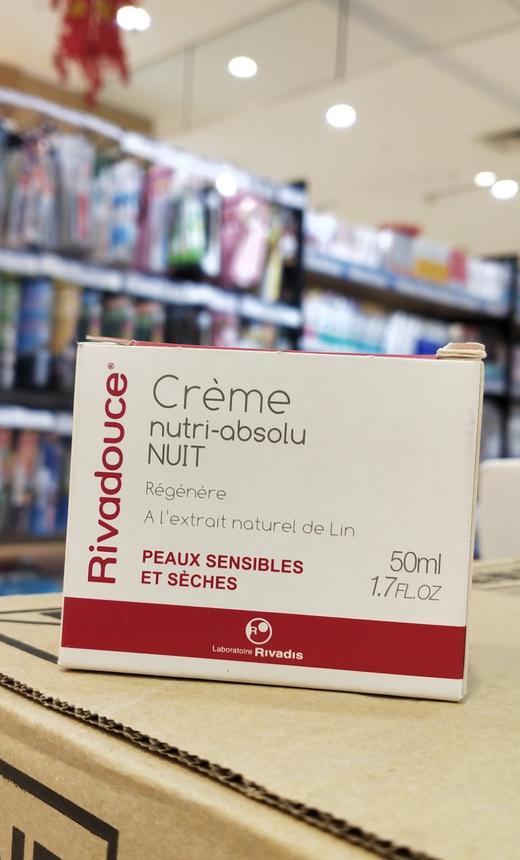 Rivadouce®
Crème
nutri-absolu
NUIT
Régénère
A l'extrait naturel de Lin
PEAUX SENSIBLES
ET SÈCHES
50ml
1.7FL.OZ
R
Laboratoire RIVADIS